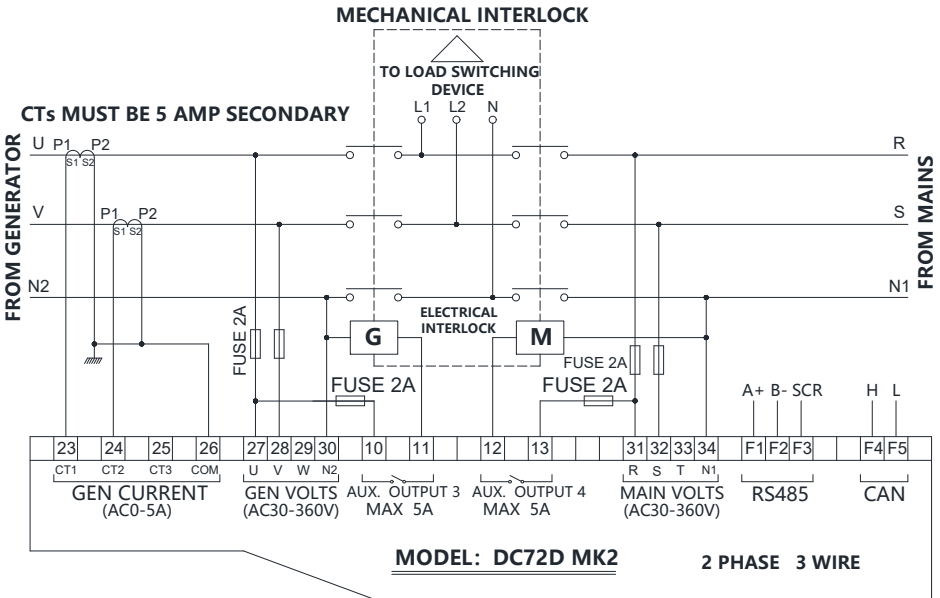 MECHANICAL INTERLOCK
TO LOAD SWITCHING
DEVICE
L1 L2 N
CTs MUST BE 5 AMP SECONDARY
FROM GENERATOR
U P1 P2
S1 S2
R
V P1 P2
S1 S2
S
FROM MAINS
N2
N1
ELECTRICAL
INTERLOCK
G
M
FUSE 2A
FUSE 2A
FUSE 2A
FUSE 2A
A+ B- SCR
H L
23 24 25 26 27 28 29 30 10 11 12 13 31 32 33 34 F1 F2 F3 F4 F5
CT1 CT2 CT3 COM U V W N2 R S T N1
GEN CURRENT
(AC0-5A)
GEN VOLTS
(AC30-360V)
AUX. OUTPUT 3
MAX 5A
AUX. OUTPUT 4
MAX 5A
MAIN VOLTS
(AC30-360V)
RS485
CAN
MODEL: DC72D MK2
2 PHASE 3 WIRE